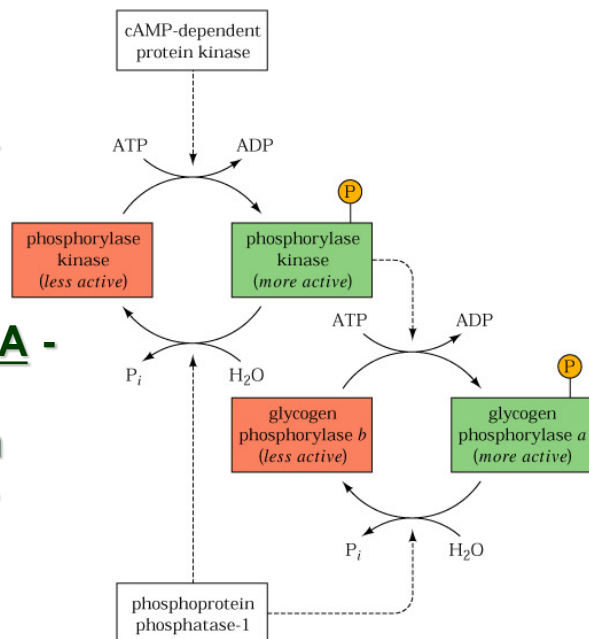 cAMP-dependent
protein kinase
ATP
ADP
P
phosphorylase
kinase
(less active)
phosphorylase
kinase
(more active)
A -
Pi
H2O
ATP
ADP
P
glycogen
phosphorylase b
(less active)
glycogen
phosphorylase a
(more active)
Pi
H2O
phosphoprotein
phosphatase-1